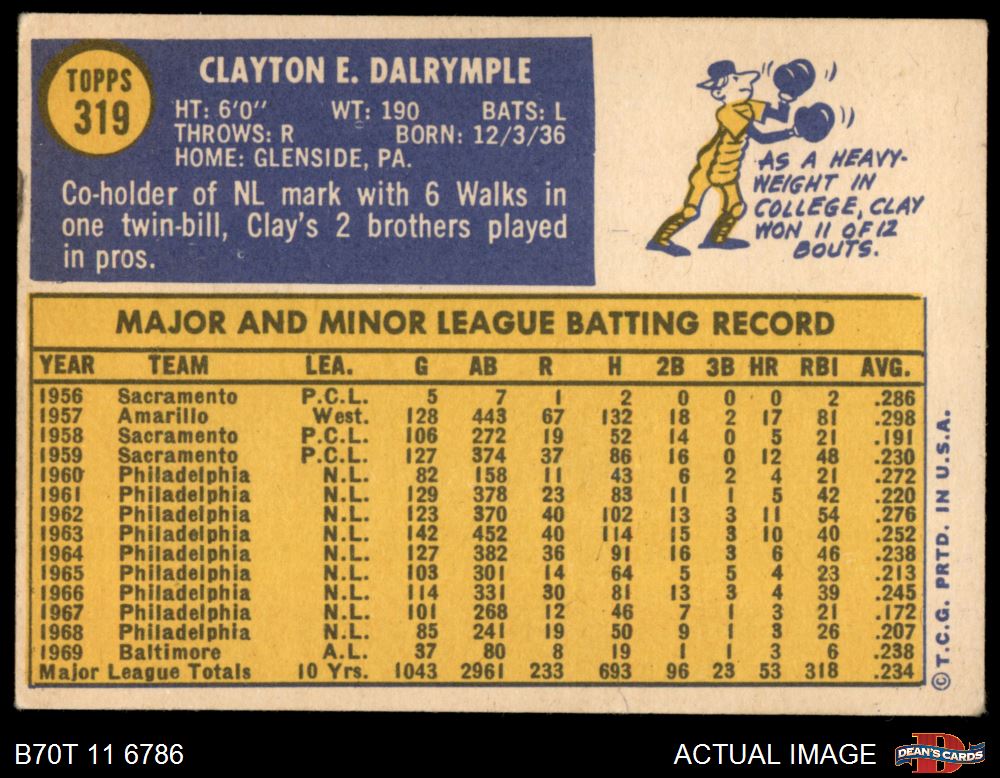 TOPPS
319
CLAYTON E. DALRYMPLE
HT: 6'0" WT: 190 BATS: L
THROWS: R BORN: 12/3/36
HOME: GLENSIDE, PA.
Co-holder of NL mark with 6 Walks in
one twin-bill, Clay's 2 brothers played
in pros.
AS A HEAVY-
WEIGHT IN
COLLEGE, CLAY
WON 11 OF 12
BOUTS.
MAJOR AND MINOR LEAGUE BATTING RECORD
YEAR TEAM LEA. G AB R H 2B 3B HR RBI AVG.
1956 Sacramento P.C.L. 5 7 1 2 0 0 0 2 .286
1957 Amarillo West. 128 443 67 132 18 2 17 81 .298
1958 Sacramento P.C.L. 106 272 19 52 14 0 5 21 .191
1959 Sacramento P.C.L. 127 374 37 86 16 0 12 48 .230
1960 Philadelphia N.L. 82 158 11 43 6 2 4 21 .272
1961 Philadelphia N.L. 129 378 23 83 11 1 5 42 .220
1962 Philadelphia N.L. 123 370 40 102 13 3 11 54 .276
1963 Philadelphia N.L. 142 452 40 114 15 3 10 40 .252
1964 Philadelphia N.L. 127 382 36 91 16 3 6 46 .238
1965 Philadelphia N.L. 103 301 14 64 5 5 4 23 .213
1966 Philadelphia N.L. 114 331 30 81 13 3 4 39 .245
1967 Philadelphia N.L. 101 268 12 46 7 1 3 21 .172
1968 Philadelphia N.L. 85 241 19 50 9 1 3 26 .207
1969 Baltimore A.L. 37 80 8 19 1 1 3 6 .238
Major League Totals 10 Yrs. 1043 2961 233 693 96 23 53 318 .234
©T.C.G. PRTD. IN U.S.A.
B70T 11 6786
ACTUAL IMAGE
DEAN'S CARDS